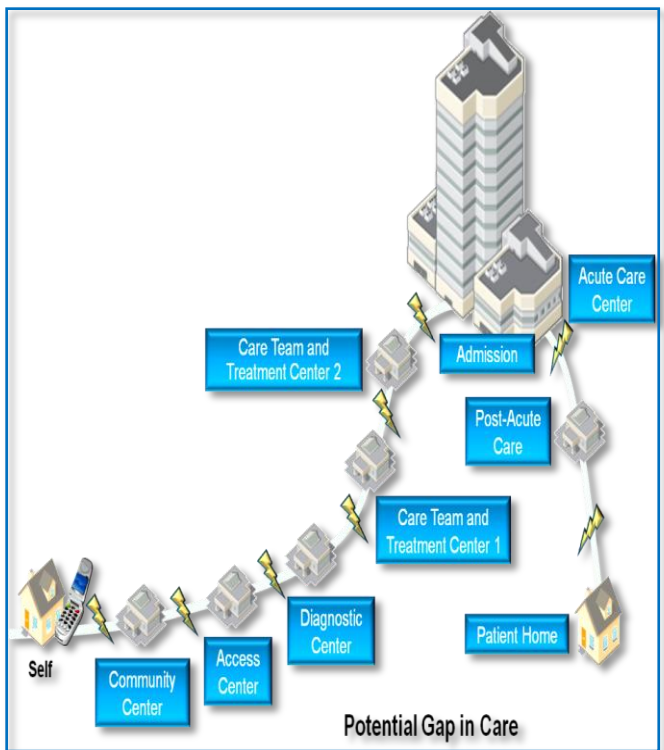 Acute Care
Center
Care Team and
Treatment Center 2
Admission
Post-Acute
Care
Care Team and
Treatment Center 1
Diagnostic
Center
Patient Home
Access
Center
Self
Community
Center
Potential Gap in Care